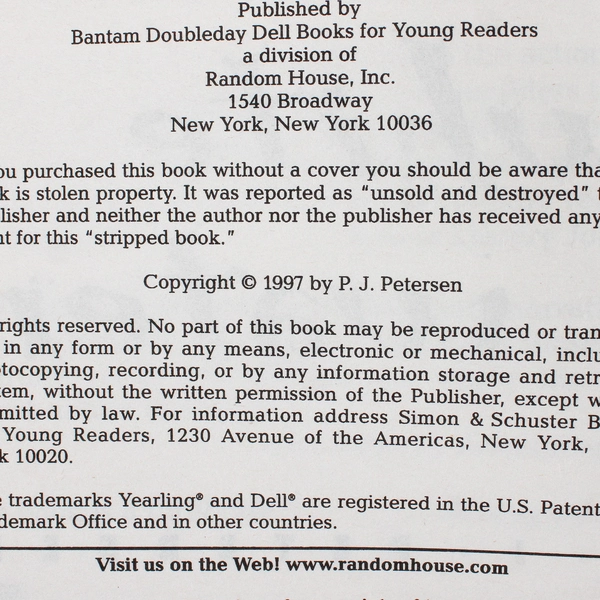 Published by
Bantam Doubleday Dell Books for Young Readers
a division of
Random House, Inc.
1540 Broadway
New York, New York 10036
ou purchased this book without a cover you should be aware tha
k is stolen property. It was reported as “unsold and destroyed” t
lisher and neither the author nor the publisher has received any
nt for this “stripped book.”
Copyright © 1997 by P. J. Petersen
rights reserved. No part of this book may be reproduced or tran
in any form or by any means, electronic or mechanical, inclu
tocopying, recording, or by any information storage and retr
tem, without the written permission of the Publisher, except w
mitted by law. For information address Simon & Schuster B
Young Readers, 1230 Avenue of the Americas, New York,
k 10020.
e trademarks Yearling® and Dell® are registered in the U.S. Patent
demark Office and in other countries.
Visit us on the Web! www.randomhouse.com